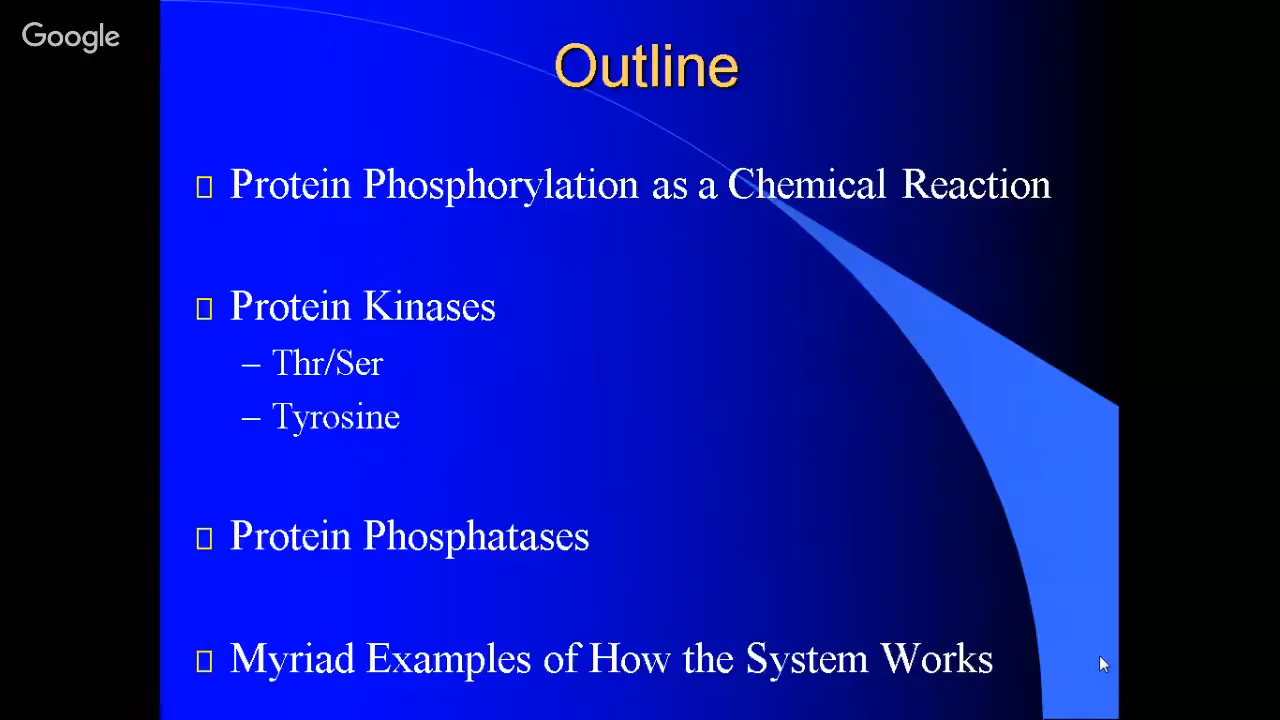 Google
Outline
Protein Phosphorylation as a Chemical Reaction
Protein Kinases
– Thr/Ser
– Tyrosine
Protein Phosphatases
Myriad Examples of How the System Works